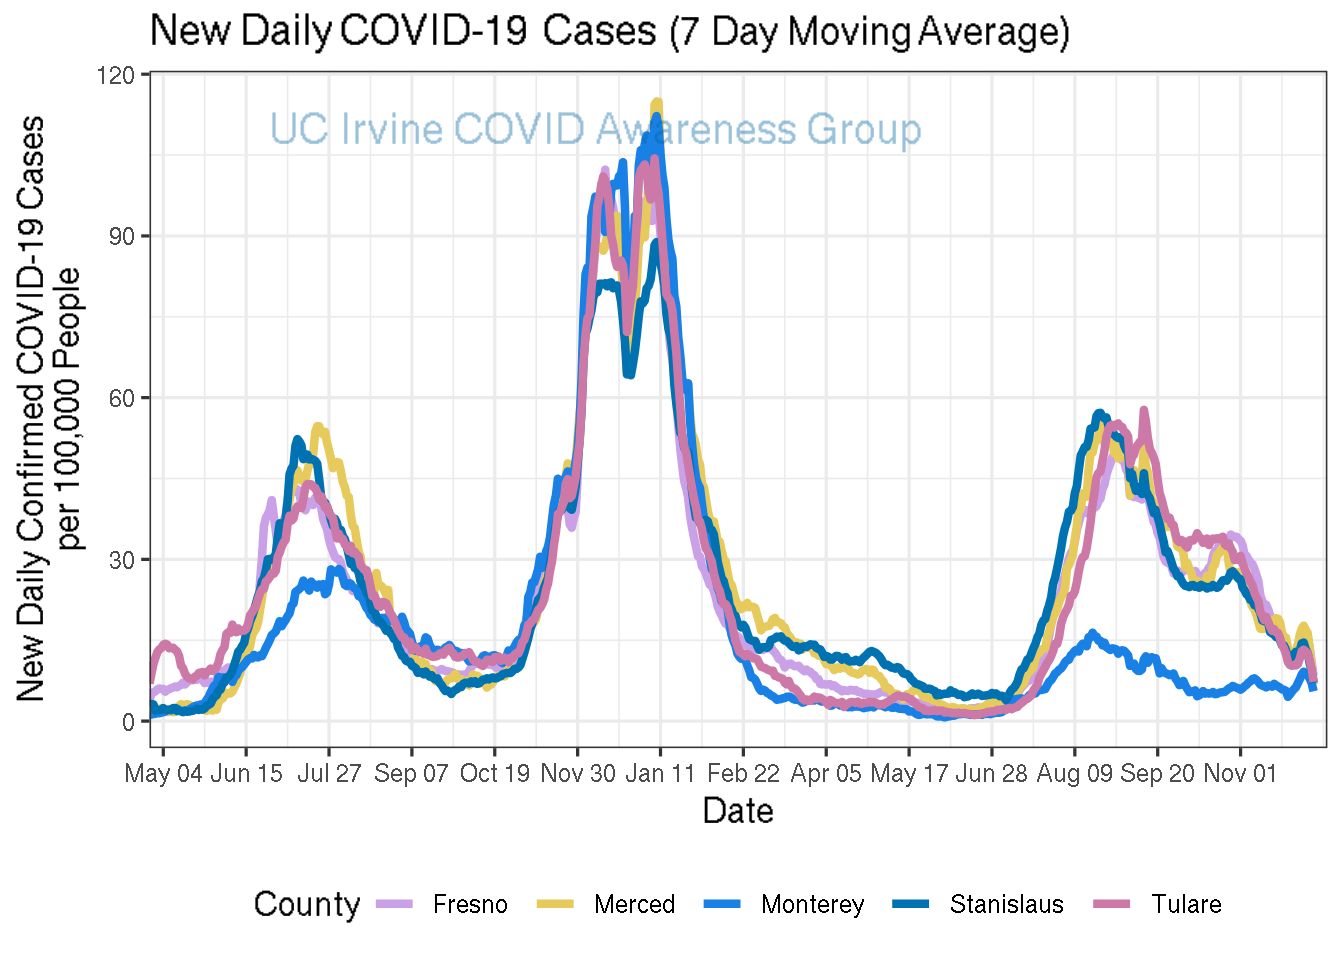 New Daily COVID-19 Cases (7 Day Moving Average)
UC Irvine COVID Awareness Group
New Daily Confirmed COVID-19 Cases
per 100,000 People
120
90
60
30
0
May 04 Jun 15 Jul 27 Sep 07 Oct 19 Nov 30 Jan 11 Feb 22 Apr 05 May 17 Jun 28 Aug 09 Sep 20 Nov 01
Date
County Fresno Merced Monterey Stanislaus Tulare